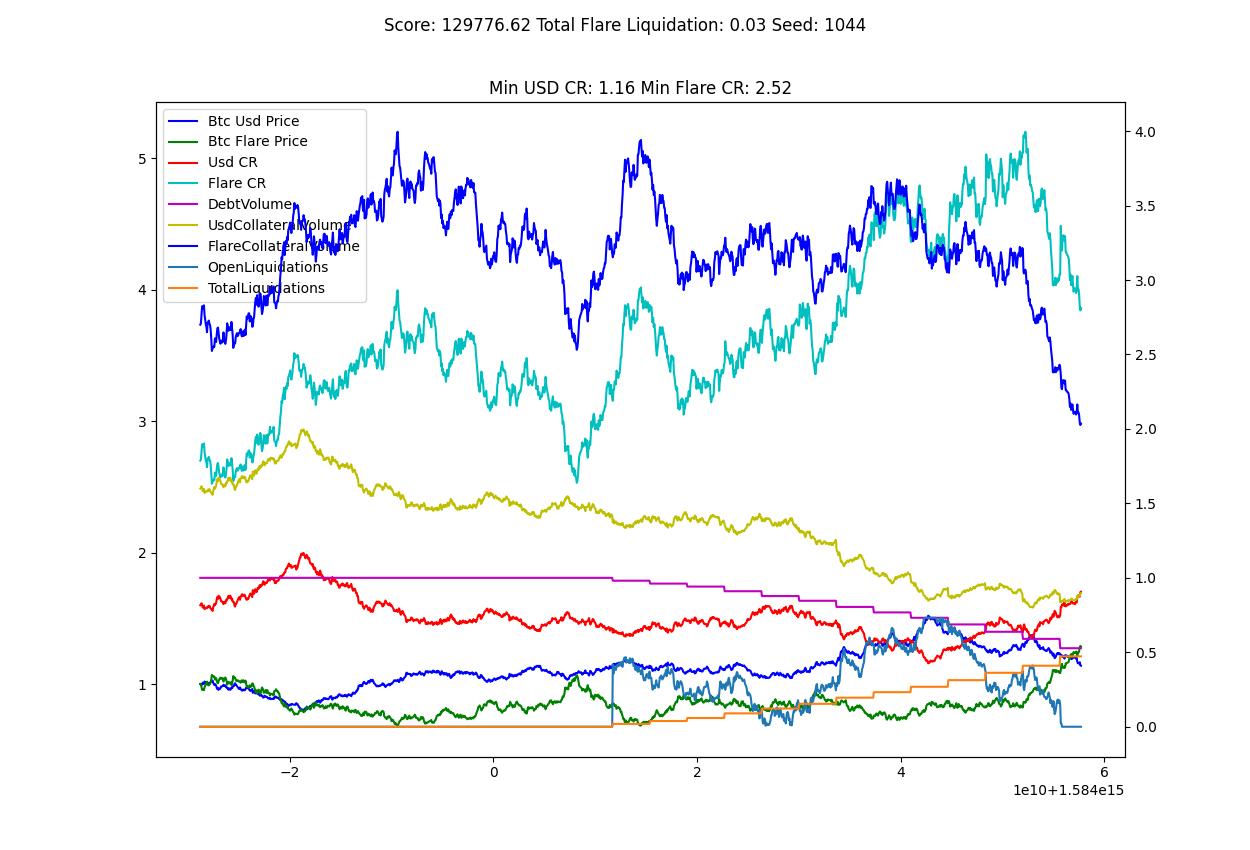 Score: 129776.62 Total Flare Liquidation: 0.03 Seed: 1044
Min USD CR: 1.16 Min Flare CR: 2.52
Btc Usd Price
Btc Flare Price
Usd CR
Flare CR
DebtVolume
UsdCollateralVolume
FlareCollateralVolume
OpenLiquidations
TotalLiquidations
5
4
3
2
1
4.0
3.5
3.0
2.5
2.0
1.5
1.0
0.5
0.0
−2 0 2 4 6
1e10+1.584e15